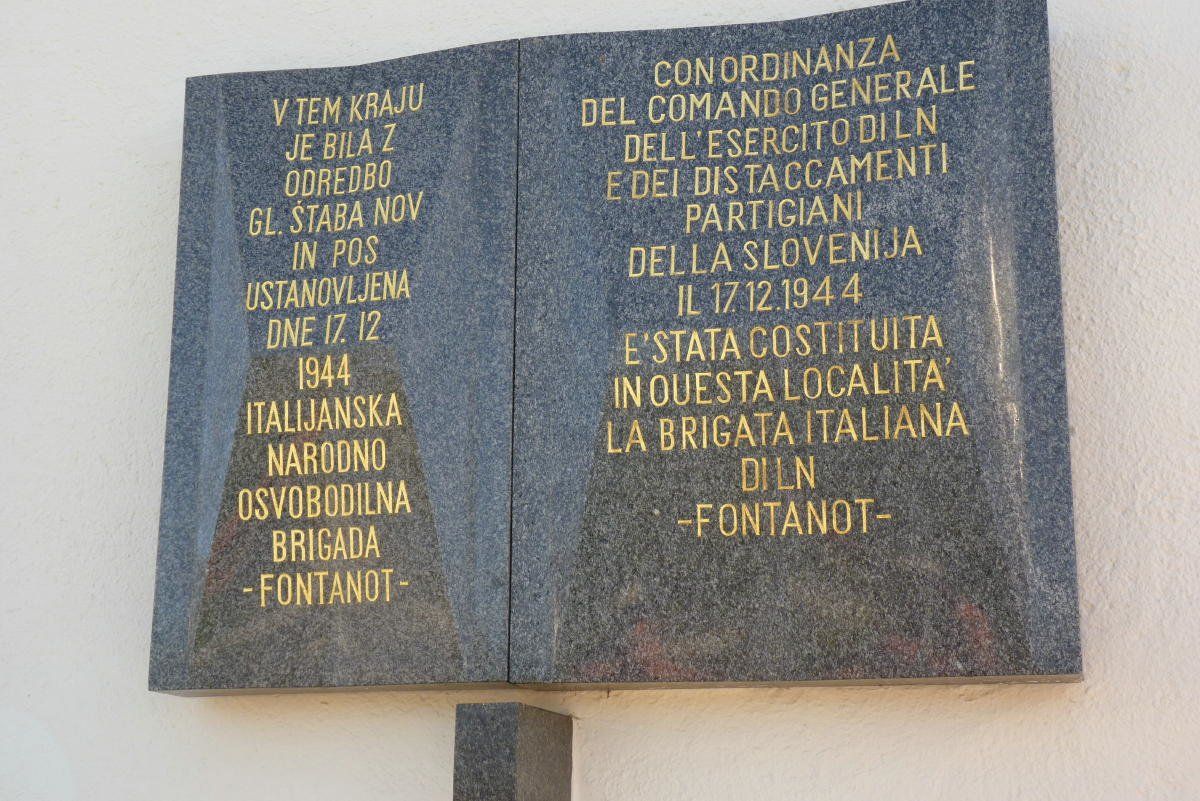 V TEM KRAJU
JE BILA Z
ODREDBO
GL. ŠTABA NOV
IN POS
USTANOVLJENA
DNE 17. 12.
1944
ITALIJANSKA
NARODNO
OSVOBODILNA
BRIGADA
-FONTANOT-
CON ORDINANZA
DEL COMANDO GENERALE
DELL'ESERCITO DI LN
E DEI DISTACCAMENTI
PARTIGIANI
DELLA SLOVENIJA
IL 17.12.1944
E'STATA COSTITUITA
IN QUESTA LOCALITA'
LA BRIGATA ITALIANA
DI LN
-FONTANOT-